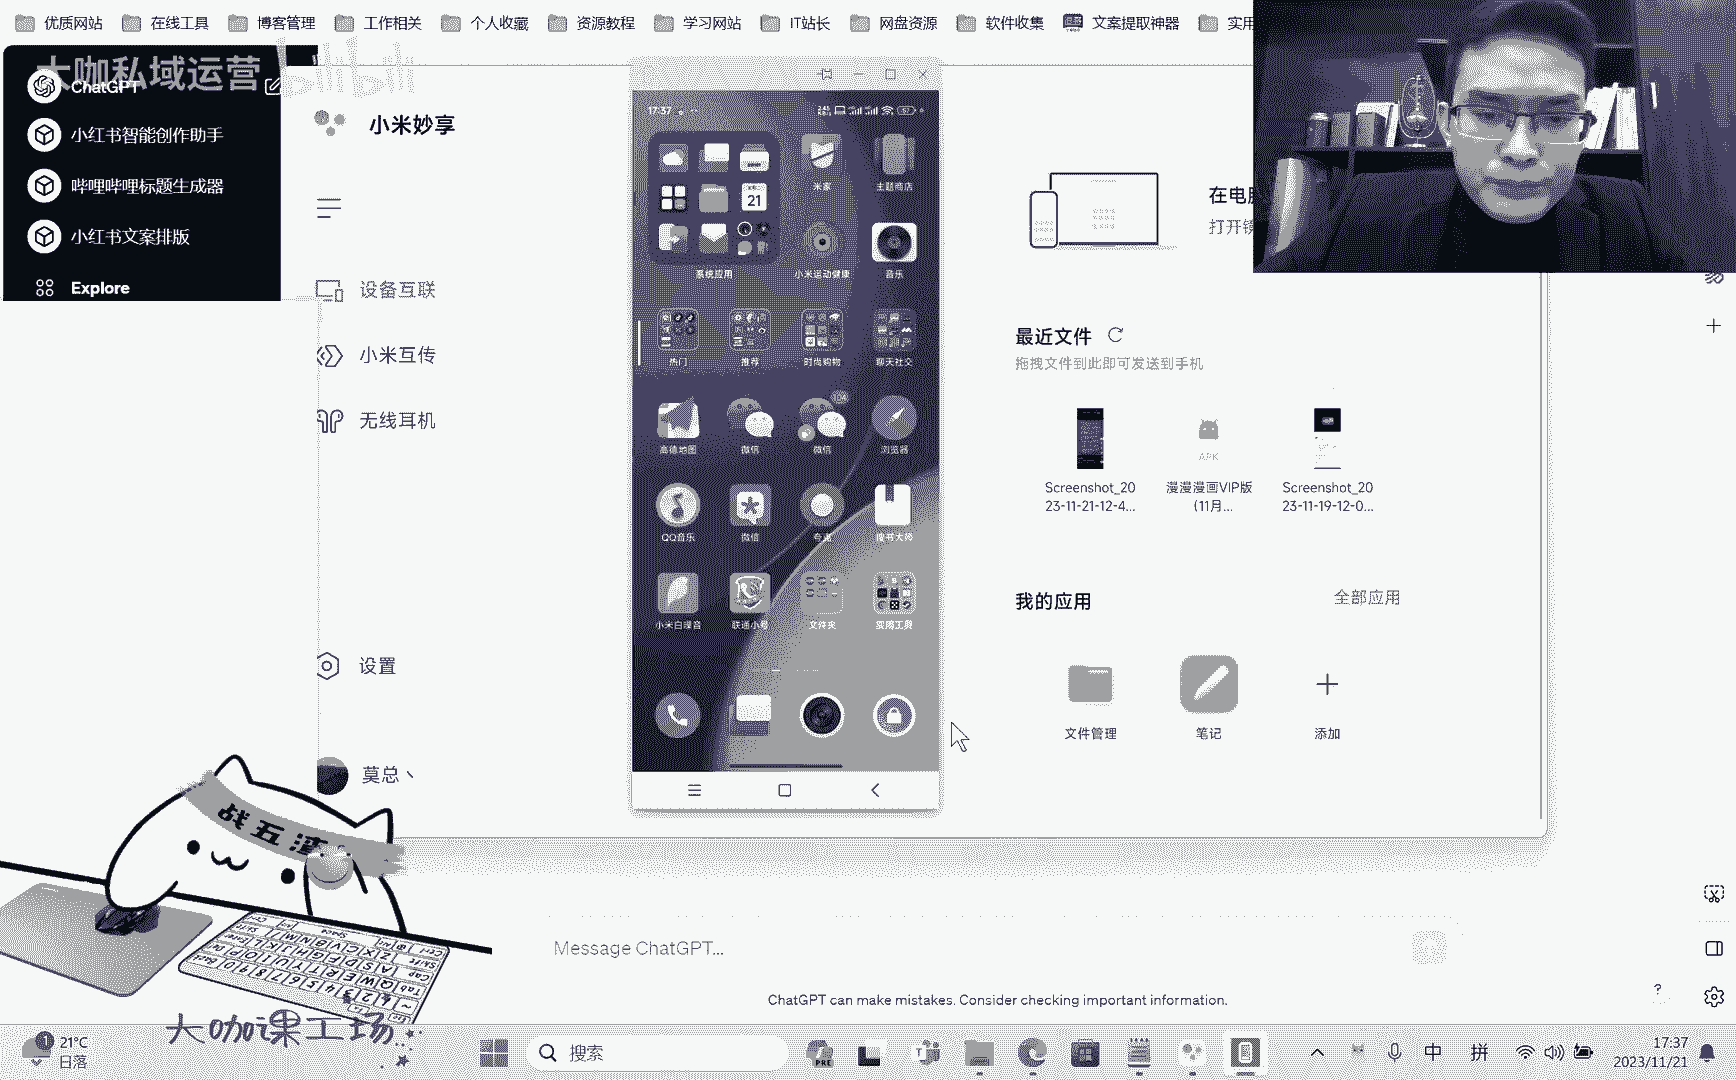 优质网站 在线工具 博客管理 工作相关 个人收藏 资源教程 学习网站 IT站长 网盘资源 软件收集 文案提取神器 实用
大咖私域运营 bilibili
ChatGPT
小红书智能创作助手
哔哩哔哩标题生成器
小红书文案排版
Explore
小米妙享
设备互联
小米互传
无线耳机
设置
莫总丶
17:37
21
米家 主题商店
系统应用 小米运动健康 音乐
热门 推荐 时尚购物 聊天社交
104
高德地图 微信 微信 浏览器
QQ音乐 微信 夸克 搜书大师
小米白噪音 联通小号 文件夹 实用工具
在电脑
打开镜
最近文件
拖拽文件到此即可发送到手机
APK
Screenshot_20 漫漫漫画VIP版 Screenshot_20
23-11-21-12-4... (11月... 23-11-19-12-0...
我的应用 全部应用
文件管理 笔记 添加
战五渣
大咖课工场
Message ChatGPT...
ChatGPT can make mistakes. Consider checking important information.
?
1 21°C
日落
搜索
中 拼
17:37
2023/11/21